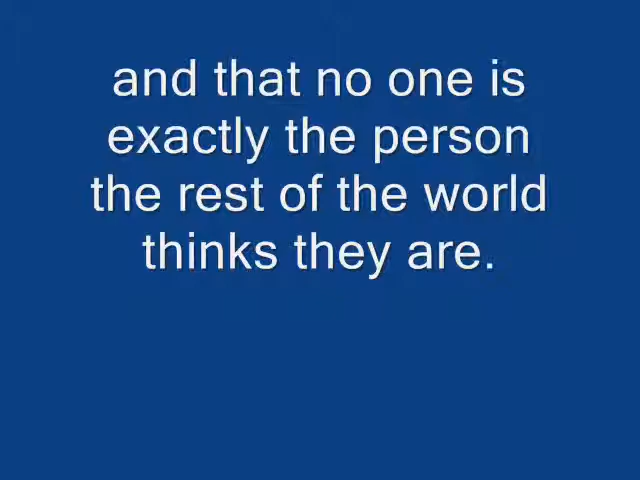 and that no one is
exactly the person
the rest of the world
thinks they are.